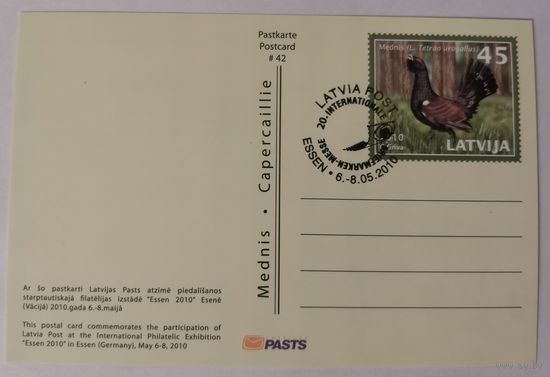 Pastkarte
Postcard
# 42
Mednis • Capercaillie
Mednis (L. Tetrao urogallus)
45
2010
LATVIJA
LATVIA POST
20. INTERNATIONALE BRIEFMARKEN-MESSE
ESSEN • 6.-8.05.2010
Ar šo pastkarti Latvijas Pasts atzīmē piedalīšanos
starptautiskajā filatēlijas izstādē "Essen 2010" Esenē
(Vācijā) 2010.gada 6.-8.maijā
This postal card commemorates the participation of
Latvia Post at the International Philatelic Exhibition
"Essen 2010" in Essen (Germany), May 6-8, 2010
PASTS